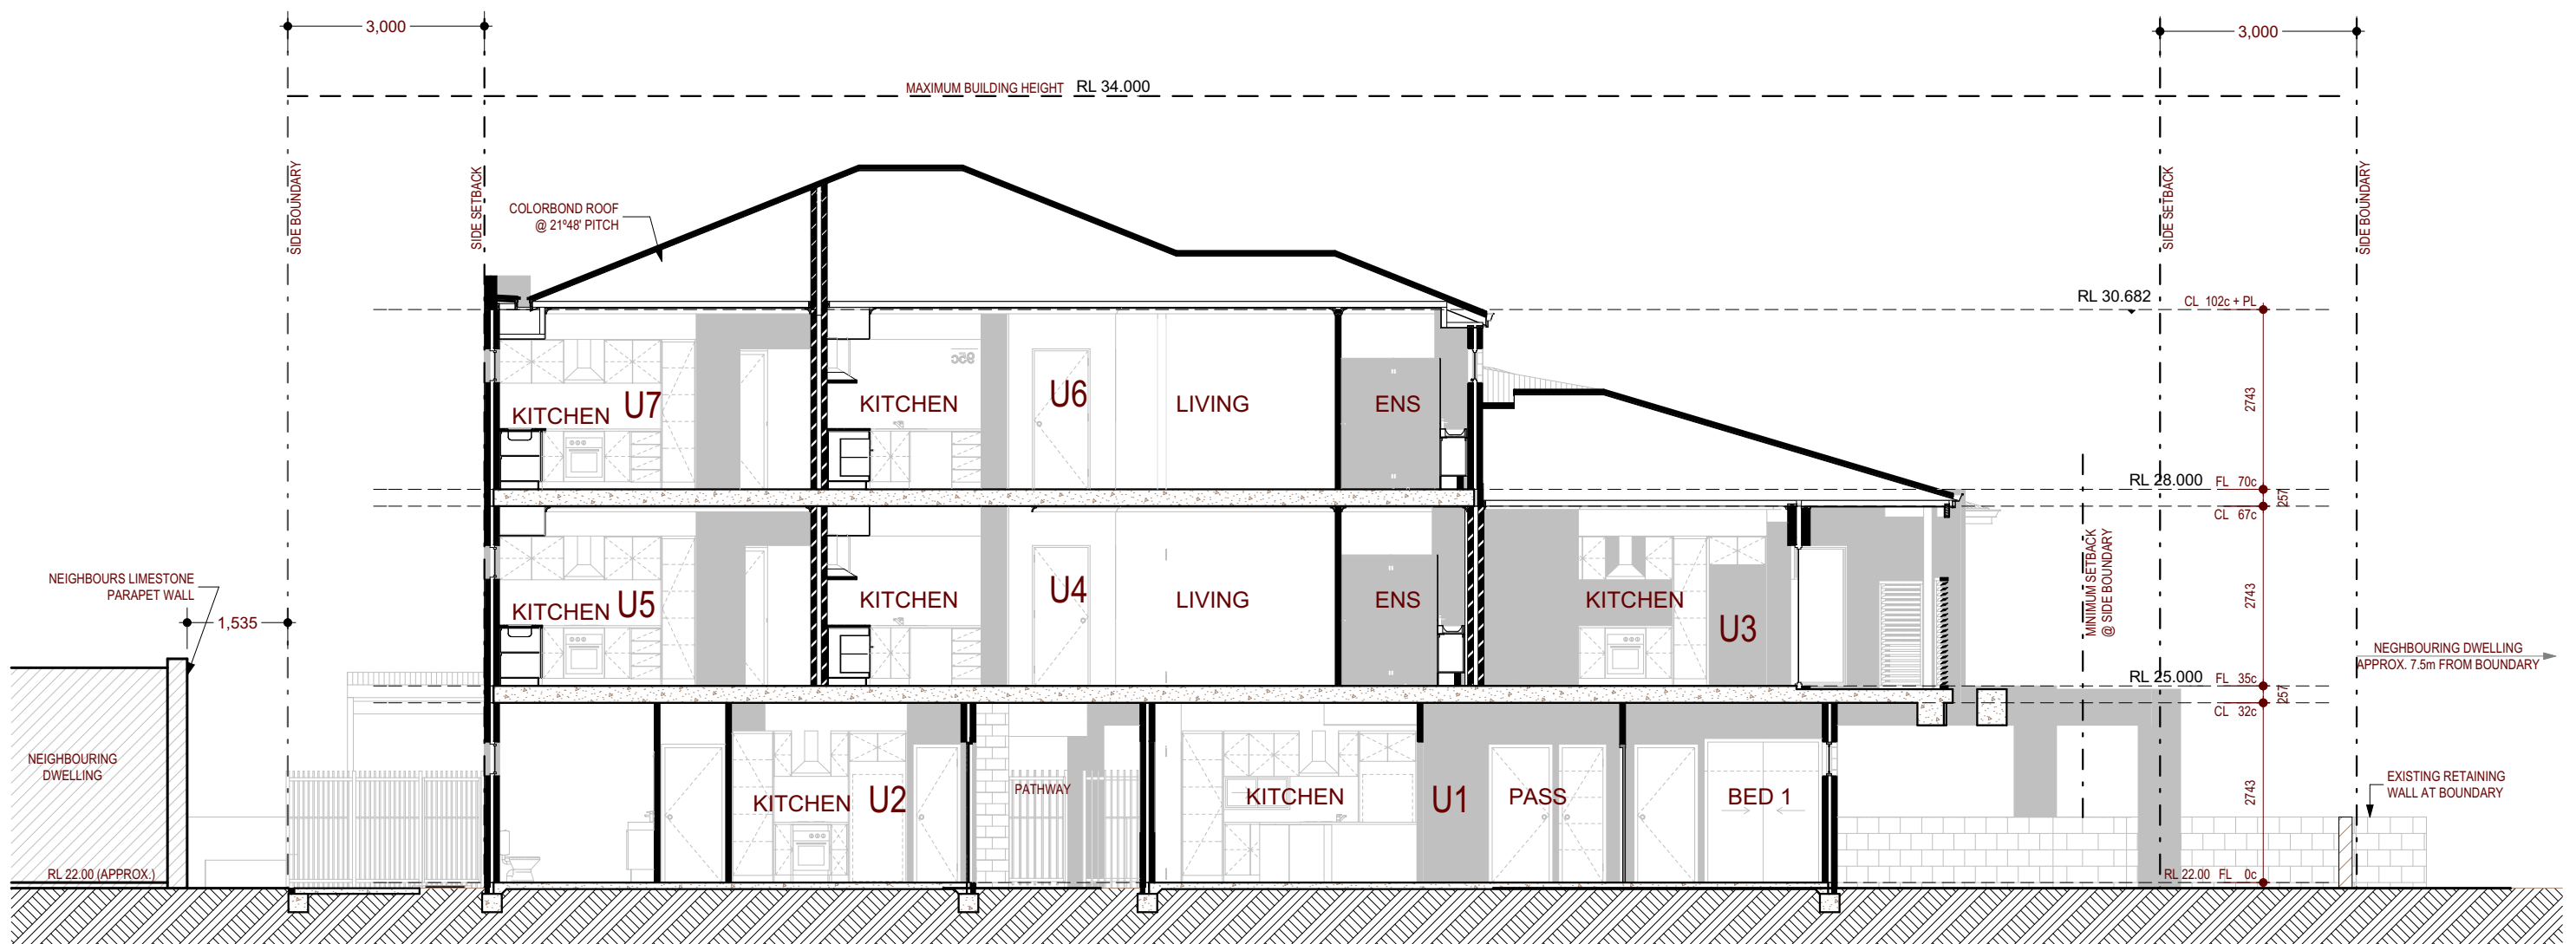 3,000
3,000
MAXIMUM BUILDING HEIGHT RL 34.000
SIDE BOUNDARY
SIDE SETBACK
SIDE SETBACK
SIDE BOUNDARY
COLORBOND ROOF
@ 21º48' PITCH
RL 30.682 CL 102c + PL
95c
KITCHEN U7
KITCHEN
U6
LIVING
ENS
2743
RL 28.000 FL 70c
257
CL 67c
NEIGHBOURS LIMESTONE
PARAPET WALL
1,535
KITCHEN U5
KITCHEN
U4
LIVING
ENS
KITCHEN
U3
MINIMUM SETBACK
@ SIDE BOUNDARY
2743
NEGHBOURING DWELLING
APPROX. 7.5m FROM BOUNDARY
RL 25.000 FL 35c
257
CL 32c
NEIGHBOURING
DWELLING
KITCHEN U2
PATHWAY
KITCHEN
U1
PASS
BED 1
2743
EXISTING RETAINING
WALL AT BOUNDARY
RL 22.00 (APPROX.)
RL 22.00 FL 0c